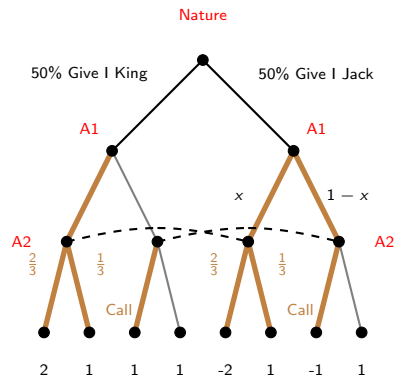 Nature
50% Give I King
50% Give I Jack
A1
A1
x
1 − x
A2
A2
2/3
1/3
2/3
1/3
Call
Call
2
1
1
1
-2
1
-1
1